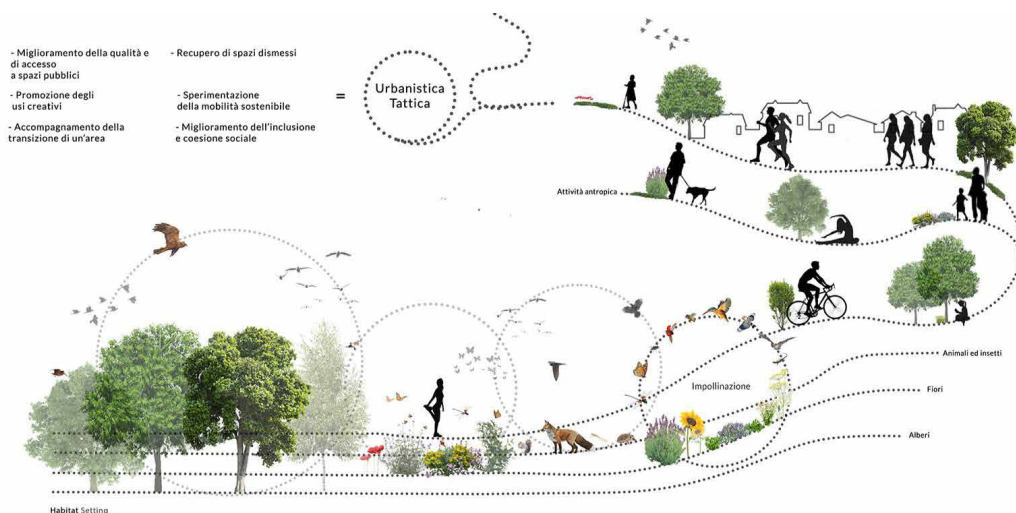 - Miglioramento della qualità e
di accesso
a spazi pubblici
- Promozione degli
usi creativi
- Accompagnamento della
transizione di un'area
- Recupero di spazi dismessi
- Sperimentazione
della mobilità sostenibile
- Miglioramento dell'inclusione
e coesione sociale
=
Urbanistica
Tattica
Attività antropica
Impollinazione
Animali ed insetti
Fiori
Alberi
Habitat Setting